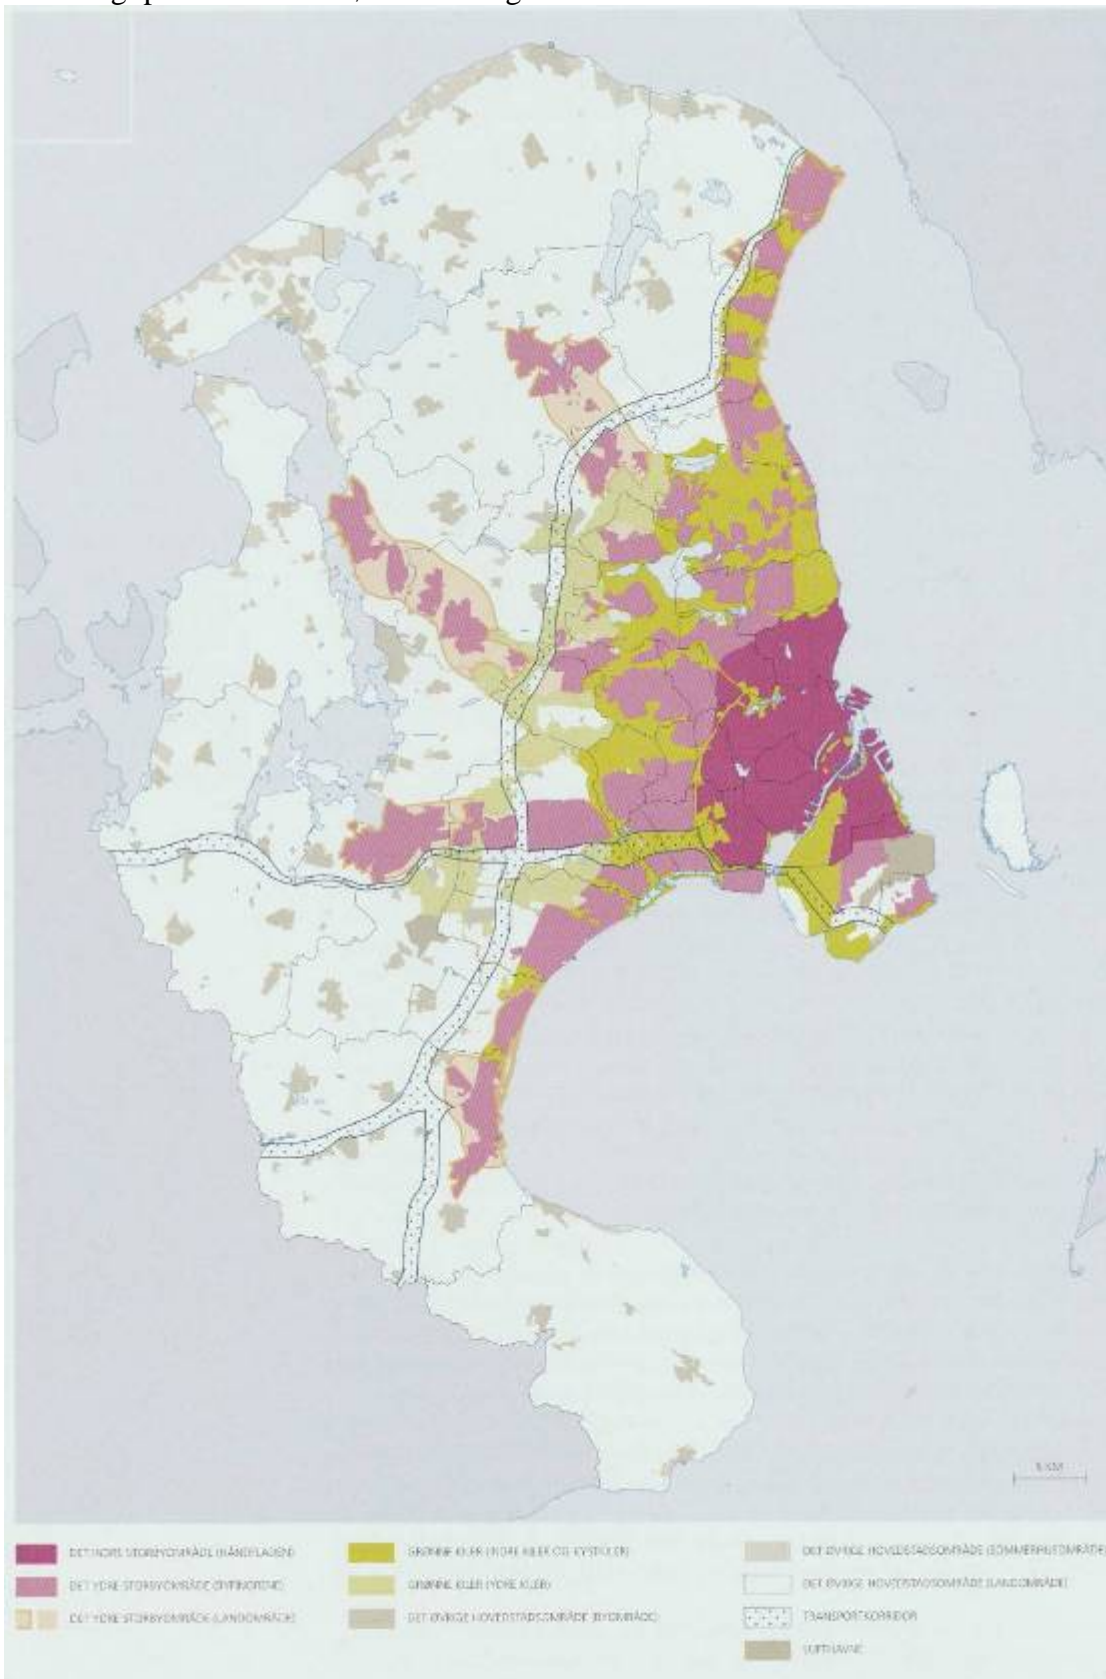 5 KM
DET INDRE STORBYOMRÅDE (HÅNDFLADEN)
DET YDRE STORBYOMRÅDE (BYFINGRENE)
DET YDRE STORBYOMRÅDE (LANDOMRÅDE)
GRØNNE KILER (INDRE KILER OG KYSTKILER)
GRØNNE KILER (YDRE KILER)
DET ØVRIGE HOVEDSTADSOMRÅDE (BYOMRÅDE)
DET ØVRIGE HOVEDSTADSOMRÅDE (SOMMERHUSOMRÅDE)
DET ØVRIGE HOVEDSTADSOMRÅDE (LANDOMRÅDE)
TRANSPORTKORRIDOR
LUFTHAVNE